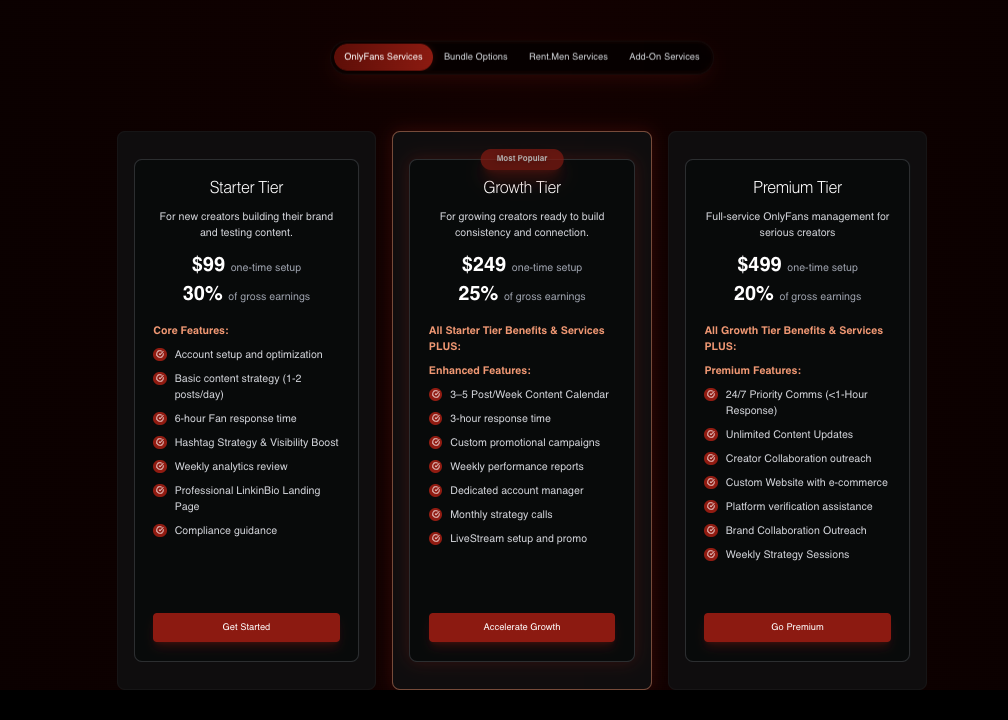 OnlyFans Services
Bundle Options
Rent.Men Services
Add-On Services
Starter Tier
For new creators building their brand
and testing content.
$99 one-time setup
30% of gross earnings
Core Features:
Account setup and optimization
Basic content strategy (1-2
posts/day)
6-hour Fan response time
Hashtag Strategy & Visibility Boost
Weekly analytics review
Professional LinkinBio Landing
Page
Compliance guidance
Get Started
Most Popular
Growth Tier
For growing creators ready to build
consistency and connection.
$249 one-time setup
25% of gross earnings
All Starter Tier Benefits & Services
PLUS:
Enhanced Features:
3–5 Post/Week Content Calendar
3-hour response time
Custom promotional campaigns
Weekly performance reports
Dedicated account manager
Monthly strategy calls
LiveStream setup and promo
Accelerate Growth
Premium Tier
Full-service OnlyFans management for
serious creators
$499 one-time setup
20% of gross earnings
All Growth Tier Benefits & Services
PLUS:
Premium Features:
24/7 Priority Comms (<1-Hour
Response)
Unlimited Content Updates
Creator Collaboration outreach
Custom Website with e-commerce
Platform verification assistance
Brand Collaboration Outreach
Weekly Strategy Sessions
Go Premium